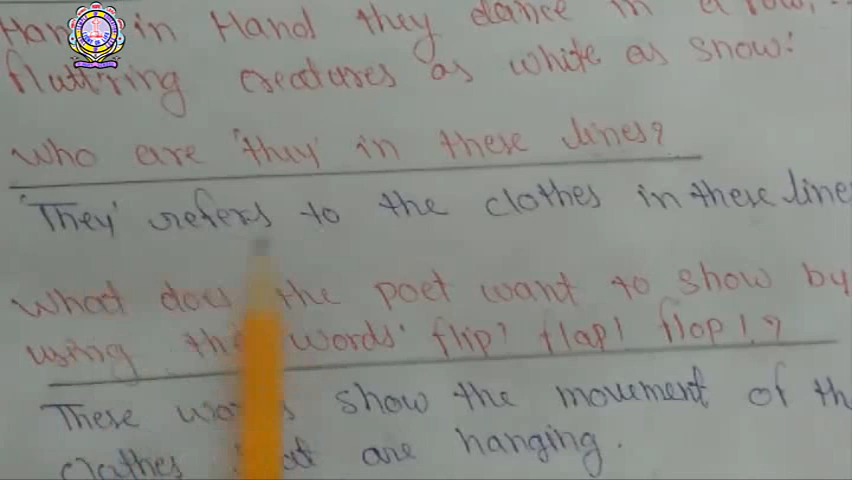 in Hand they dance in a row,
fluttring creatures as white as snow!
Who are 'they' in these lines?
'They' refers to the clothes in these line
What does the poet want to show by
using the words 'flip! flap! flop!'?
These show the movement of th
clothes are hanging.